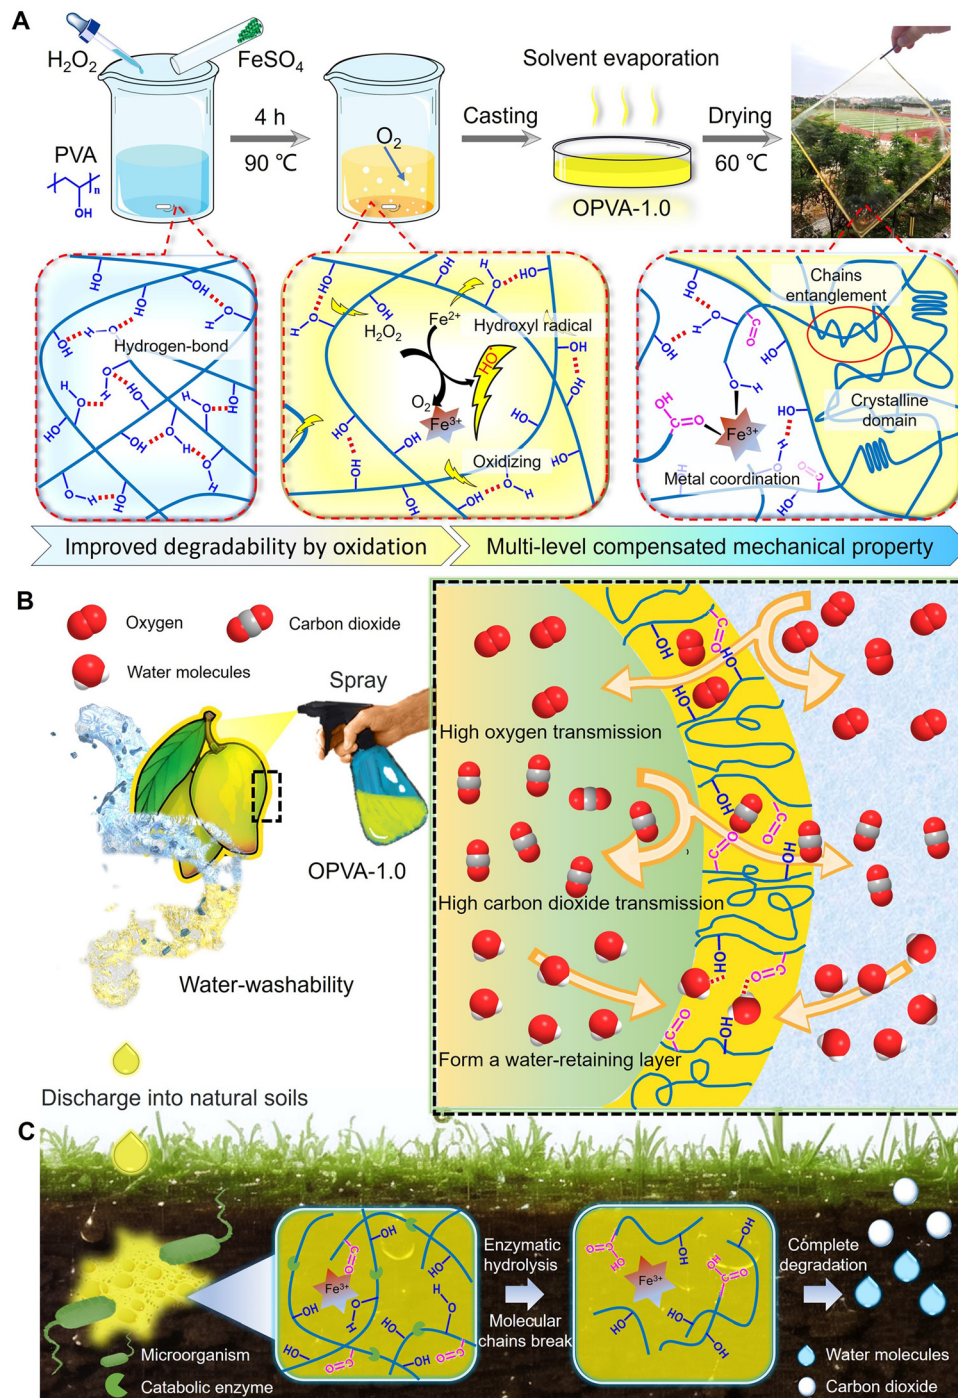 A
H₂O₂
FeSO₄
PVA
n
OH
4 h
90 ℃
O₂
Casting
Solvent evaporation
OPVA-1.0
Drying
60 ℃
Hydrogen-bond
H₂O₂
Fe²⁺
Hydroxyl radical
HO
O₂
Fe³⁺
Oxidizing
Chains
entanglement
Crystalline
domain
Fe³⁺
Metal coordination
Improved degradability by oxidation
Multi-level compensated mechanical property
B
Oxygen
Carbon dioxide
Water molecules
Spray
OPVA-1.0
Water-washability
High oxygen transmission
High carbon dioxide transmission
Form a water-retaining layer
Discharge into natural soils
C
Microorganism
Catabolic enzyme
Fe³⁺
Enzymatic
hydrolysis
Molecular
chains break
Fe³⁺
Complete
degradation
Water molecules
Carbon dioxide